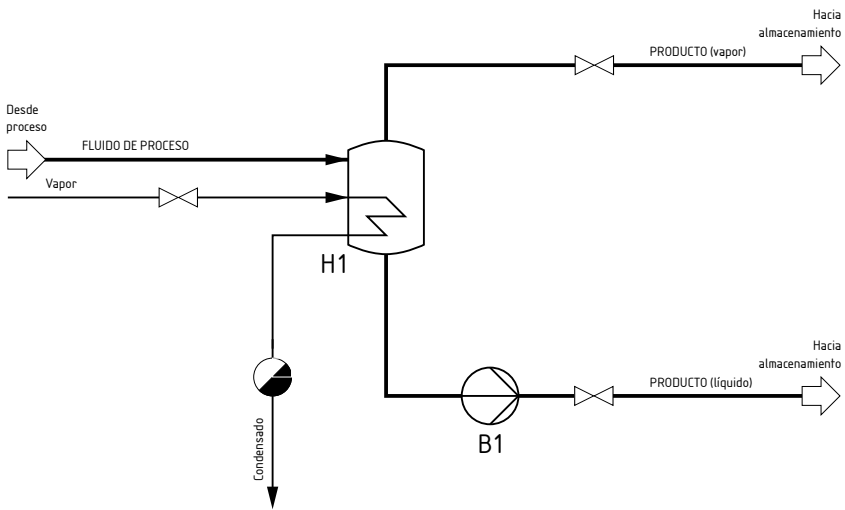 Hacia
almacenamiento
PRODUCTO (vapor)
Desde
proceso
FLUIDO DE PROCESO
Vapor
H1
Hacia
almacenamiento
PRODUCTO (líquido)
B1
Condensado